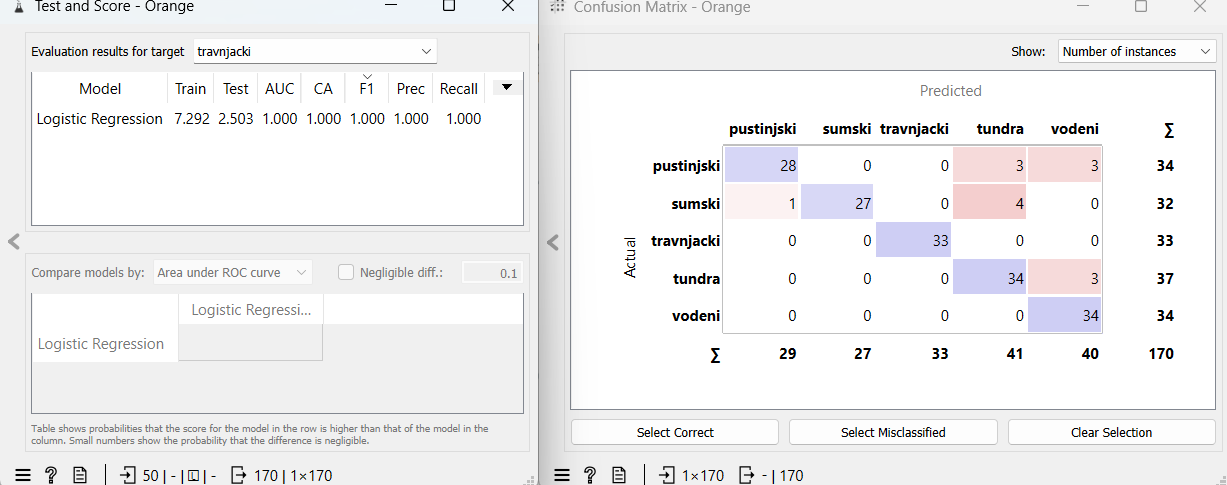 Test and Score - Orange
Evaluation results for target travnjacki
Model Train Test AUC CA F1 Prec Recall
Logistic Regression 7.292 2.503 1.000 1.000 1.000 1.000 1.000
Compare models by: Area under ROC curve Negligible diff.: 0.1
Logistic Regressi...
Logistic Regression
Table shows probabilities that the score for the model in the row is higher than that of the model in the
column. Small numbers show the probability that the difference is negligible.
50 | - | | - 170 | 1×170
Confusion Matrix - Orange
Show: Number of instances
Predicted
pustinjski sumski travnjacki tundra vodeni Σ
pustinjski 28 0 0 3 3 34
sumski 1 27 0 4 0 32
travnjacki 0 0 33 0 0 33
Actual
tundra 0 0 0 34 3 37
vodeni 0 0 0 0 34 34
Σ 29 27 33 41 40 170
Select Correct Select Misclassified Clear Selection
1×170 - | 170